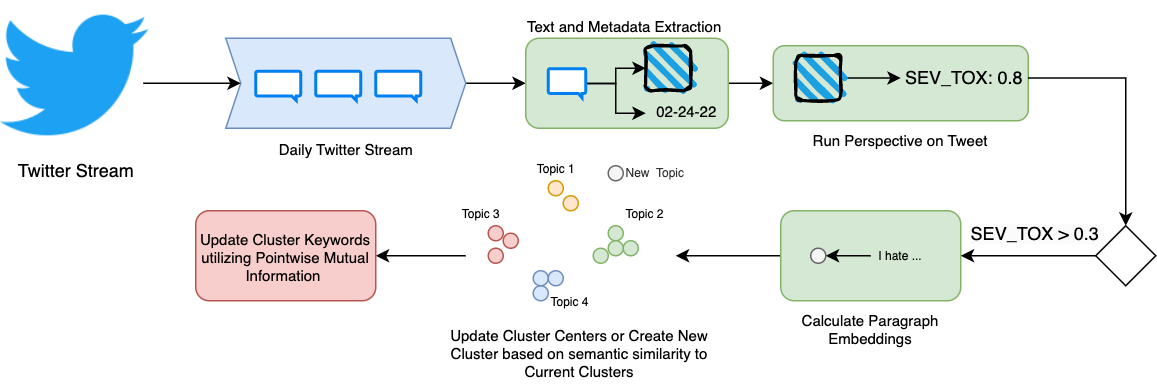 Text and Metadata Extraction
02-24-22
SEV_TOX: 0.8
Daily Twitter Stream
Run Perspective on Tweet
Twitter Stream
Topic 1
New Topic
Topic 3
Topic 2
Update Cluster Keywords
utilizing Pointwise Mutual
Information
SEV_TOX > 0.3
I hate ...
Topic 4
Calculate Paragraph
Embeddings
Update Cluster Centers or Create New
Cluster based on semantic similarity to
Current Clusters